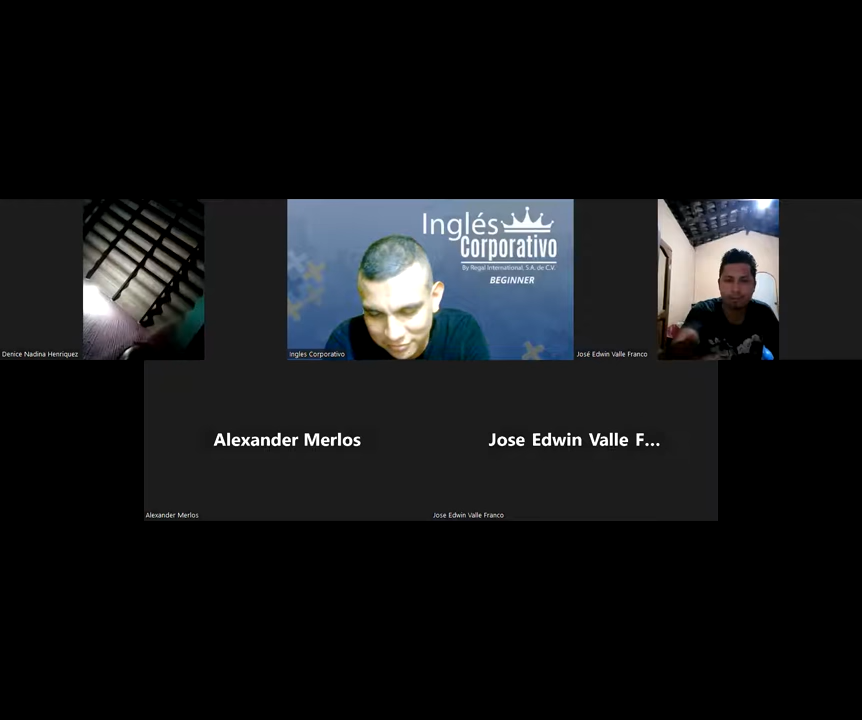 Inglés
Corporativo
By Regal International, S.A. de C.V.
BEGINNER
Denice Nadina Henriquez
Ingles Corporativo
José Edwin Valle Franco
Alexander Merlos
Jose Edwin Valle F...
Alexander Merlos
Jose Edwin Valle Franco